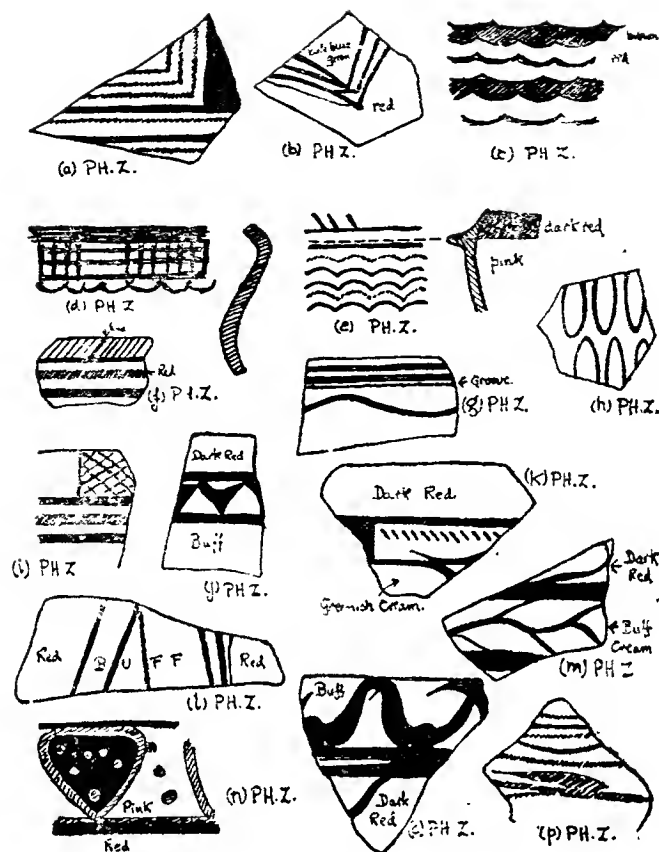 (a) PH.Z.
red
(b) PH Z.
(c) PH Z.
(d) PH Z
dark red
pink
(e) PH.Z.
Red
(f) PH.Z.
Groove.
(g) PH Z.
(h) PH.Z.
(i) PH Z
Dark Red
Buff
(j) PH Z.
Dark Red
(k) PH.Z.
Greenish Cream.
Dark
Red
Buff
Cream
(m) PH Z
Red B U F F Red
(l) PH.Z.
Pink
Red
(n) PH.Z.
Buff
Dark
Red
(o) PH Z.
(p) PH.Z.